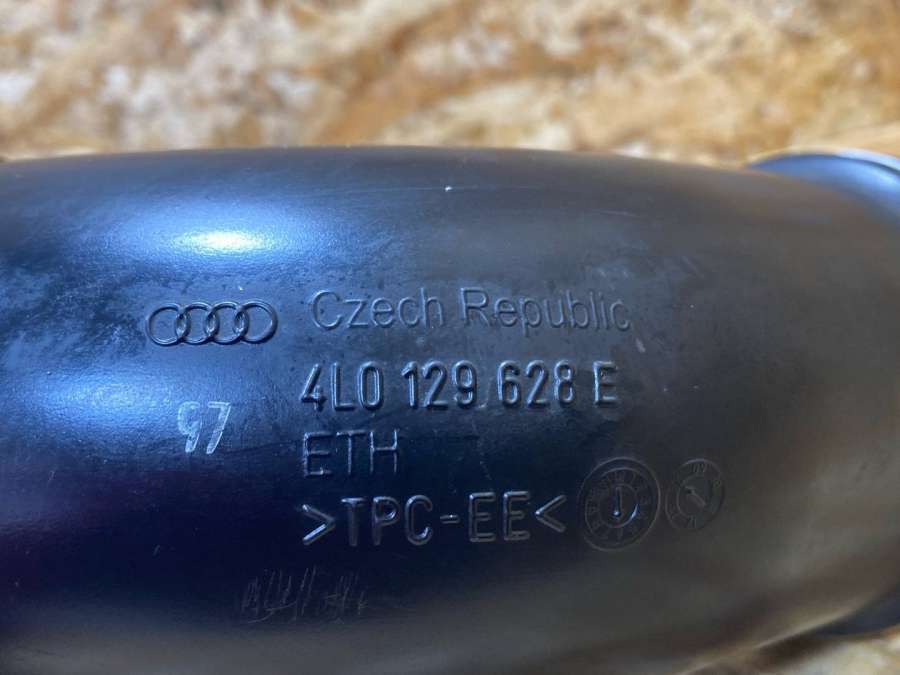 Czech Republic
4L0 129 628 E
97
ETH
>TPC-EE<